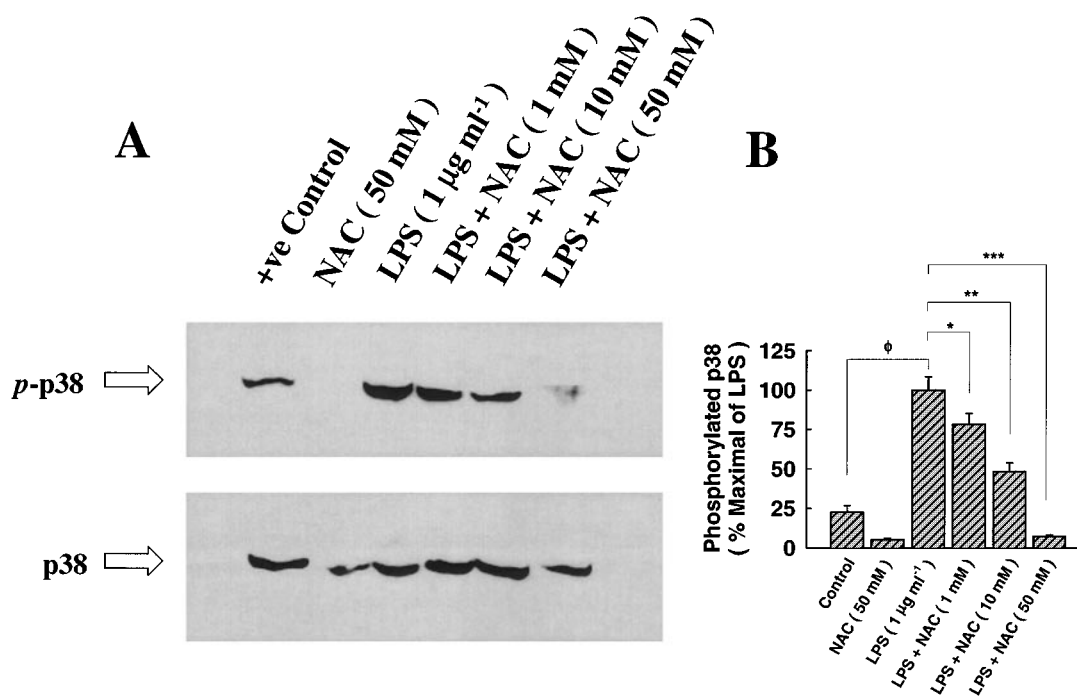 A
+ve Control
NAC ( 50 mM )
LPS ( 1 µg ml⁻¹ )
LPS + NAC ( 1 mM )
LPS + NAC ( 10 mM )
LPS + NAC ( 50 mM )
p-p38
p38
B
Phosphorylated p38
( % Maximal of LPS )
125
100
75
50
25
0
ϕ
*
**
***
Control
NAC ( 50 mM )
LPS ( 1 µg ml⁻¹ )
LPS + NAC ( 1 mM )
LPS + NAC ( 10 mM )
LPS + NAC ( 50 mM )